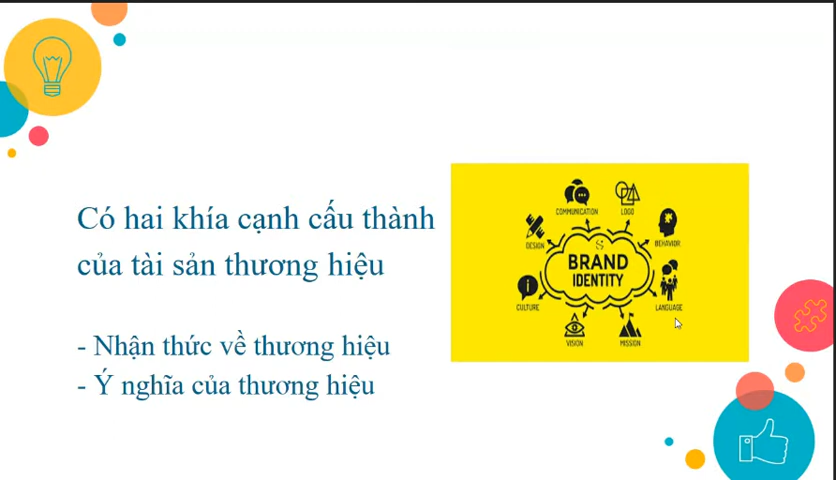 Có hai khía cạnh cấu thành
của tài sản thương hiệu
- Nhận thức về thương hiệu
- Ý nghĩa của thương hiệu
COMMUNICATION
LOGO
DESIGN
BEHAVIOR
BRAND
IDENTITY
CULTURE
LANGUAGE
VISION
MISSION